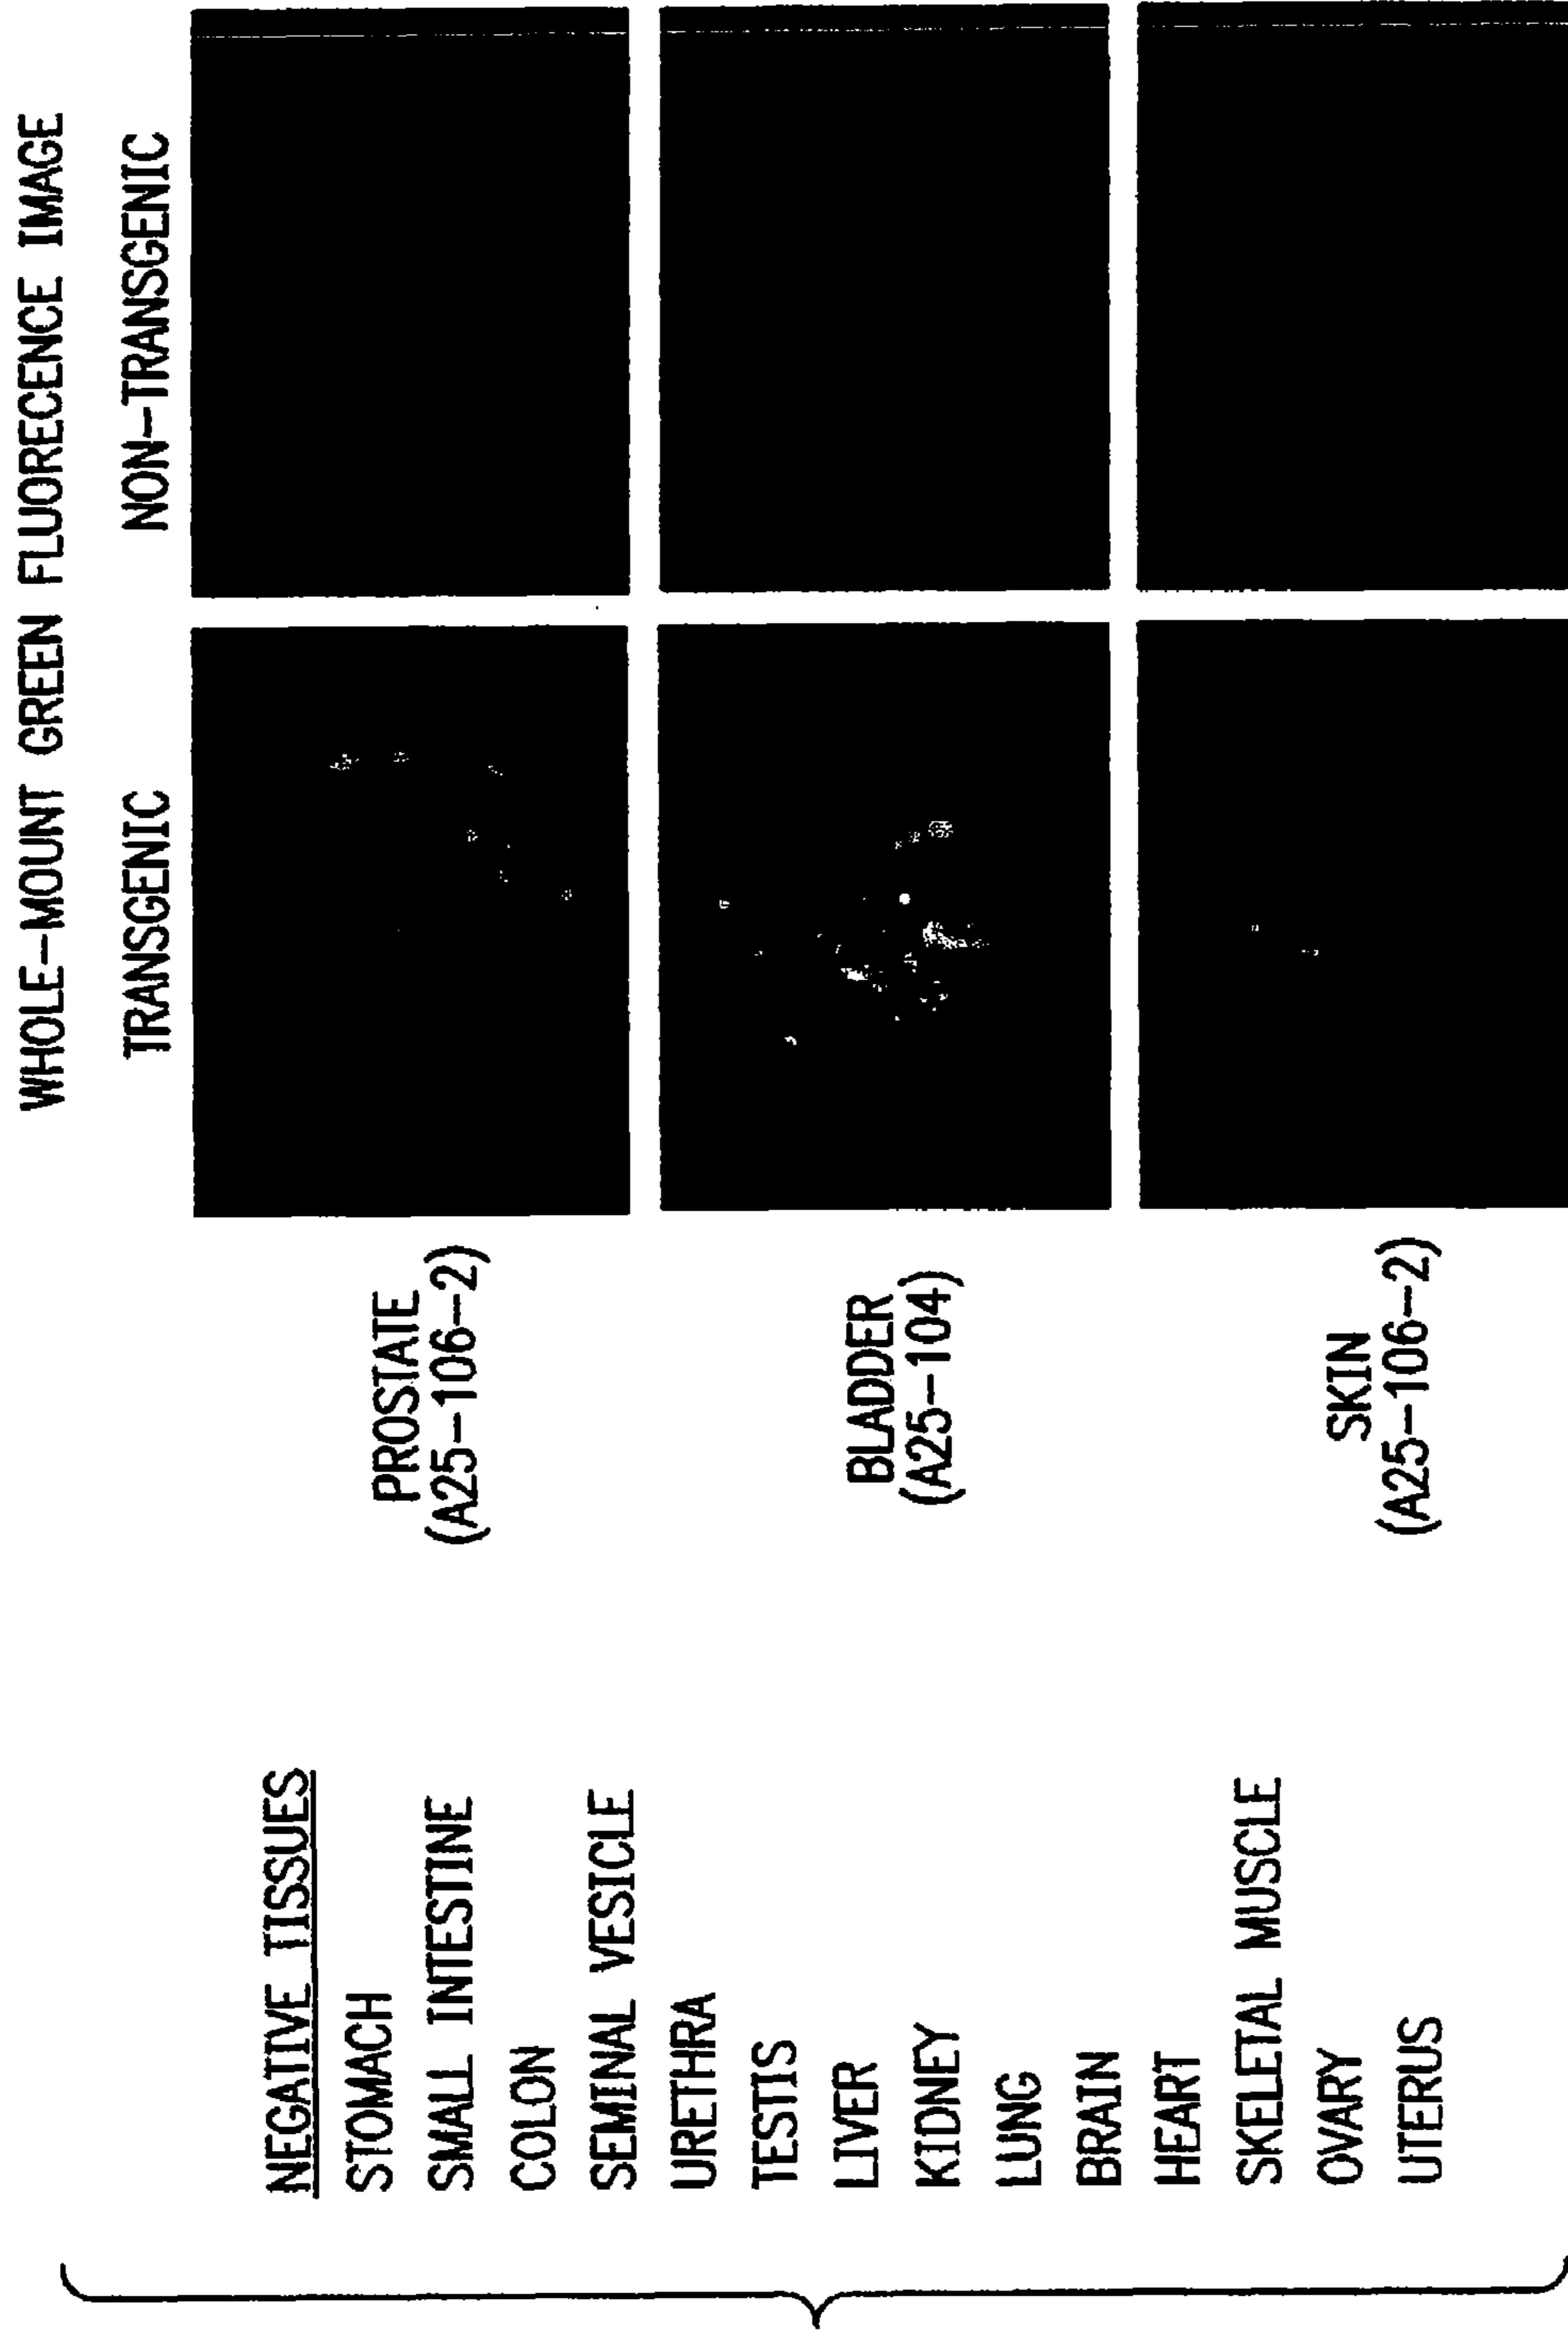 WHOLE-MOUNT GREEN FLUORECENCE IMAGE
TRANSGENIC
NON-TRANSGENIC
NEGATIVE TISSUES
STOMACH
SMALL INTESTINE
COLON
SEMINAL VESICLE
URETHRA
TESTIS
LIVER
KIDNEY
LUNG
BRAIN
HEART
SKELETAL MUSCLE
OVARY
UTERUS
PROSTATE
(A25-106-2)
BLADDER
(A25-104)
SKIN
(A25-106-2)